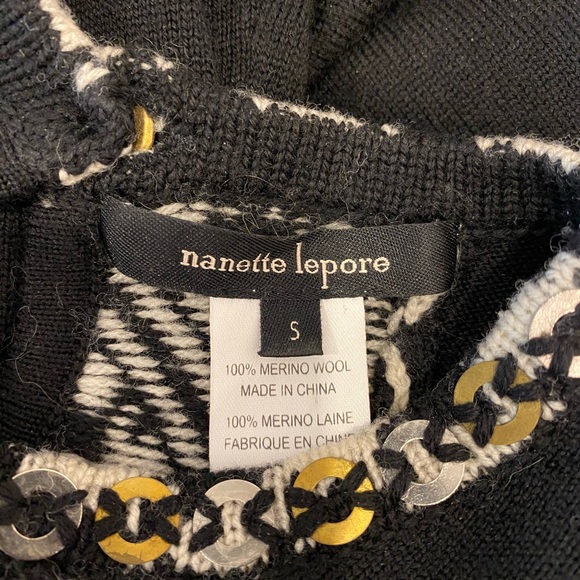 nanette lepore
S
100% MERINO WOOL
MADE IN CHINA
100% MERINO LAINE
FABRIQUE EN CHINE